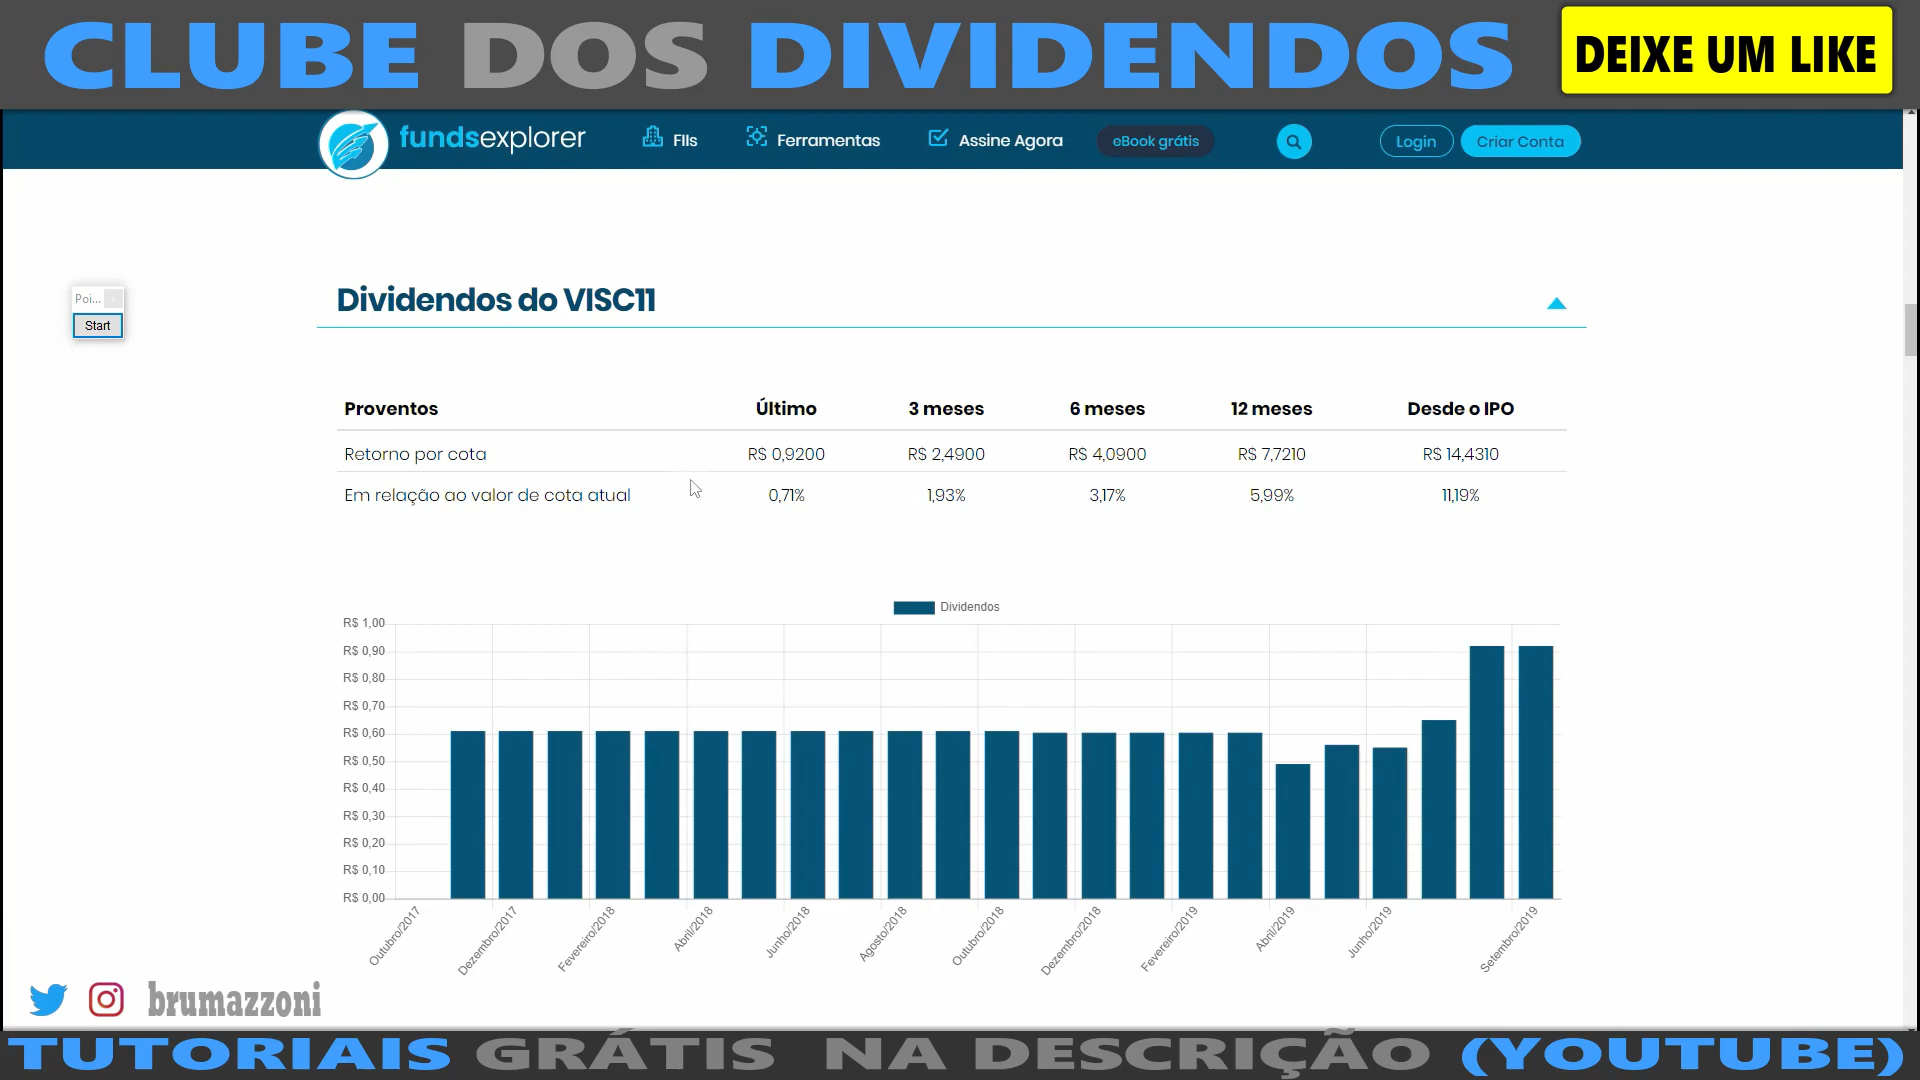 CLUBE DOS DIVIDENDOS DEIXE UM LIKE
fundsexplorer FIIs Ferramentas Assine Agora eBook grátis Login Criar Conta
Poi...
Start
Dividendos do VISC11
Proventos Último 3 meses 6 meses 12 meses Desde o IPO
Retorno por cota R$ 0,9200 R$ 2,4900 R$ 4,0900 R$ 7,7210 R$ 14,4310
Em relação ao valor de cota atual 0,71% 1,93% 3,17% 5,99% 11,19%
Dividendos
R$ 1,00
R$ 0,90
R$ 0,80
R$ 0,70
R$ 0,60
R$ 0,50
R$ 0,40
R$ 0,30
R$ 0,20
R$ 0,10
R$ 0,00
Outubro/2017 Dezembro/2017 Fevereiro/2018 Abril/2018 Junho/2018 Agosto/2018 Outubro/2018 Dezembro/2018 Fevereiro/2019 Abril/2019 Junho/2019 Setembro/2019
brumazzoni
TUTORIAIS GRÁTIS NA DESCRIÇÃO (YOUTUBE)